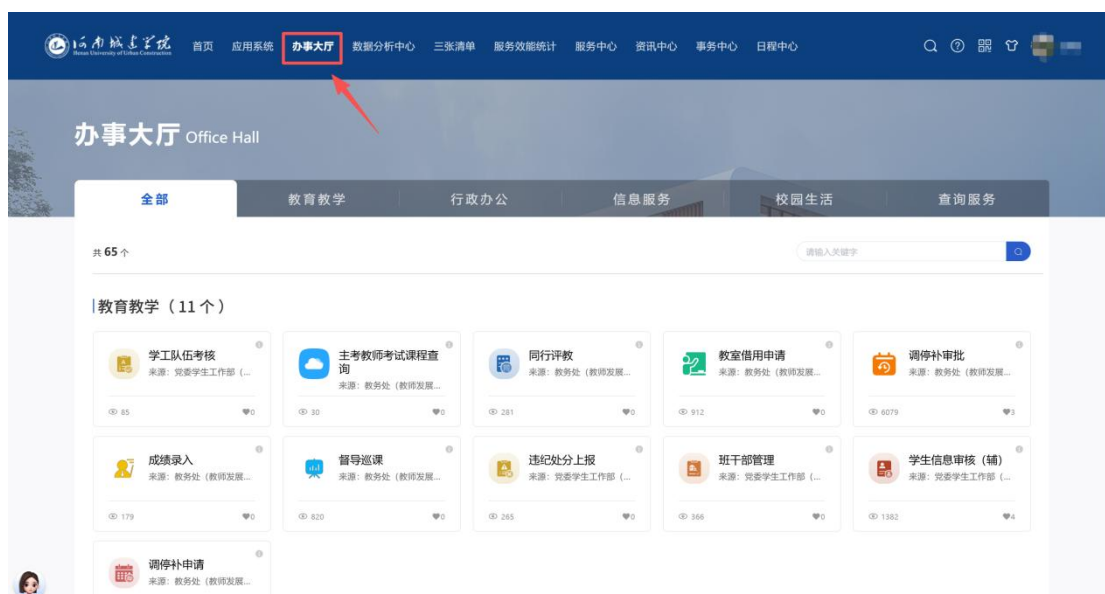 河南城建学院
Henan University of Urban Construction
首页 应用系统 办事大厅 数据分析中心 三张清单 服务效能统计 服务中心 资讯中心 事务中心 日程中心
办事大厅 Office Hall
全部 教育教学 行政办公 信息服务 校园生活 查询服务
共 65 个
请输入关键字
教育教学（11 个）
学工队伍考核
来源：党委学生工作部（...
85 0
主考教师考试课程查
询
来源：教务处（教师发展...
30 0
同行评教
来源：教务处（教师发展...
281 0
教室借用申请
来源：教务处（教师发展...
912 0
调停补审批
来源：教务处（教师发展...
6079 3
成绩录入
来源：教务处（教师发展...
179 0
督导巡课
来源：教务处（教师发展...
820 0
违纪处分上报
来源：党委学生工作部（...
265 0
班干部管理
来源：党委学生工作部（...
366 0
学生信息审核（辅）
来源：党委学生工作部（...
1382 4
调停补申请
来源：教务处（教师发展...